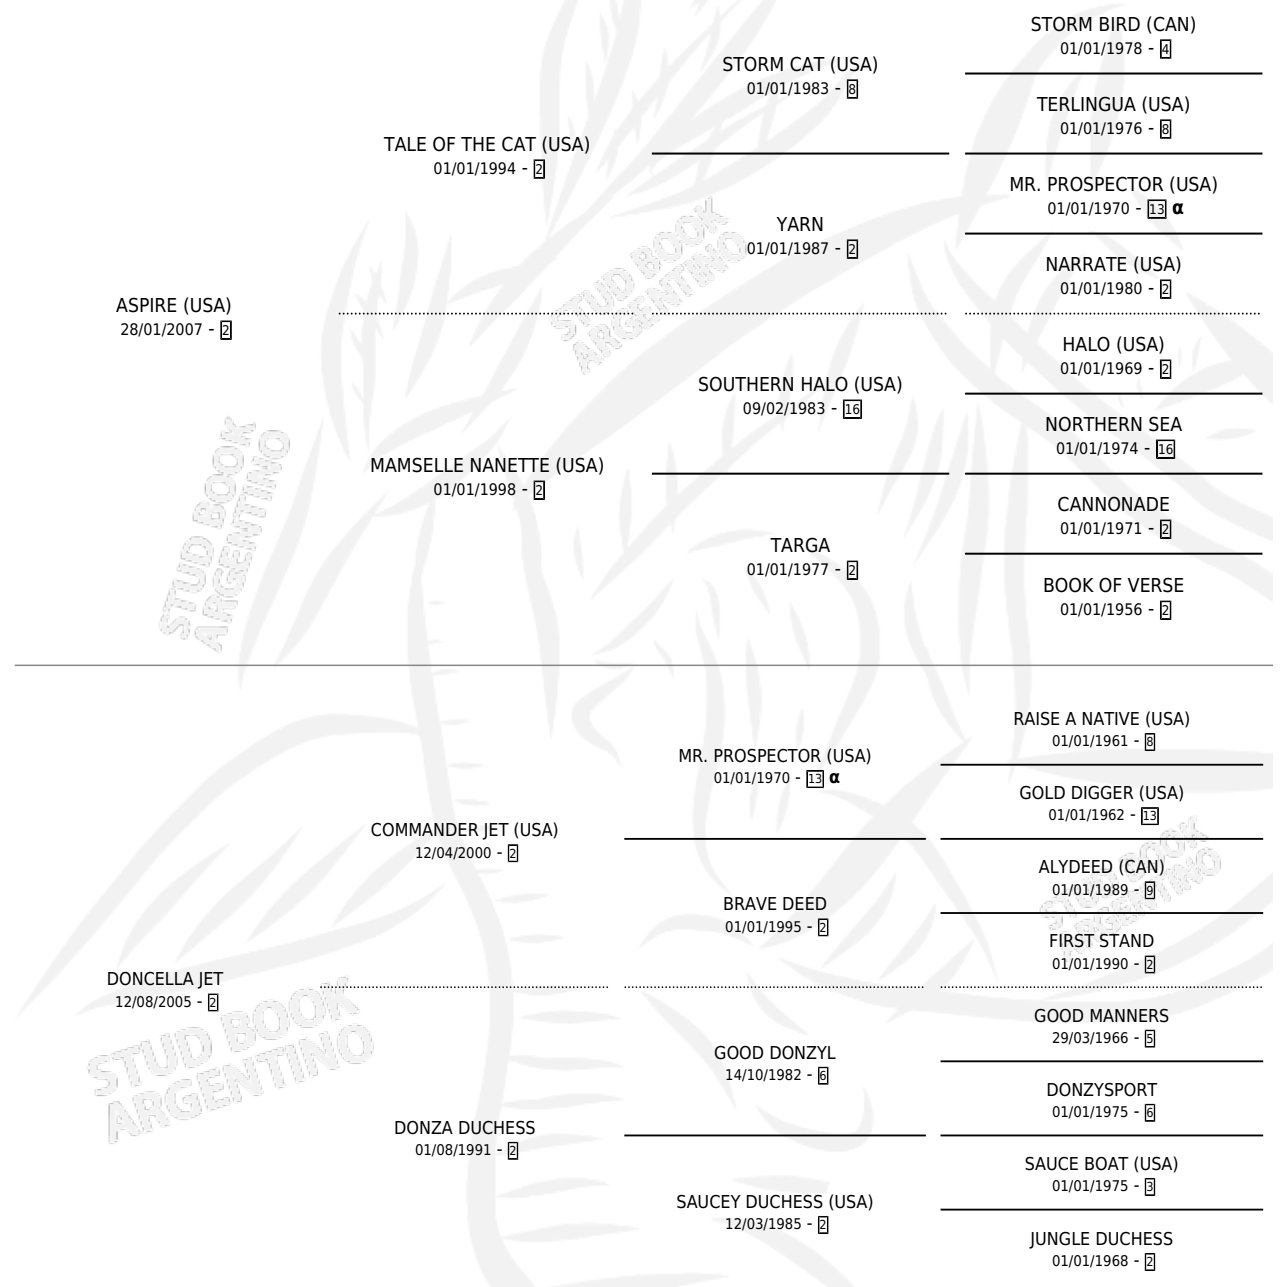 STORM BIRD (CAN)
01/01/1978 - 4
STORM CAT (USA)
01/01/1983 - 8
TERLINGUA (USA)
01/01/1976 - 8
TALE OF THE CAT (USA)
01/01/1994 - 2
MR. PROSPECTOR (USA)
01/01/1970 - 13 α
YARN
01/01/1987 - 2
NARRATE (USA)
01/01/1980 - 2
ASPIRE (USA)
28/01/2007 - 2
HALO (USA)
01/01/1969 - 2
SOUTHERN HALO (USA)
09/02/1983 - 16
NORTHERN SEA
01/01/1974 - 16
MAMSELLE NANETTE (USA)
01/01/1998 - 2
CANNONADE
01/01/1971 - 2
TARGA
01/01/1977 - 2
BOOK OF VERSE
01/01/1956 - 2
STUD BOOK
ARGENTINO
STUD BOOK
ARGENTINO
RAISE A NATIVE (USA)
01/01/1961 - 8
MR. PROSPECTOR (USA)
01/01/1970 - 13 α
GOLD DIGGER (USA)
01/01/1962 - 13
COMMANDER JET (USA)
12/04/2000 - 2
ALYDEED (CAN)
01/01/1989 - 9
BRAVE DEED
01/01/1995 - 2
FIRST STAND
01/01/1990 - 2
DONCELLA JET
12/08/2005 - 2
GOOD MANNERS
29/03/1966 - 5
GOOD DONZYL
14/10/1982 - 6
DONZYSPORT
01/01/1975 - 6
DONZA DUCHESS
01/08/1991 - 2
SAUCE BOAT (USA)
01/01/1975 - 3
SAUCEY DUCHESS (USA)
12/03/1985 - 2
JUNGLE DUCHESS
01/01/1968 - 2
STUD BOOK
ARGENTINO
STUD BOOK
ARGENTINO